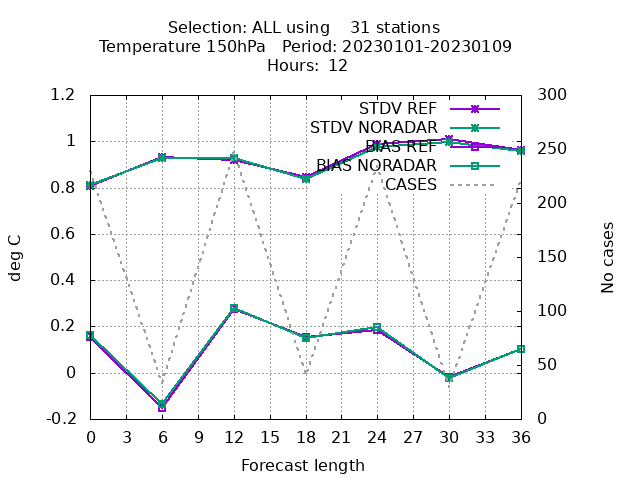 Selection: ALL using    31 stations
Temperature 150hPa   Period: 20230101-20230109
Hours: 12
STDV REF
STDV NORADAR
BIAS REF
BIAS NORADAR
CASES
deg C
1.2
1
0.8
0.6
0.4
0.2
0
-0.2
300
250
200
150
100
50
0
No cases
0 3 6 9 12 15 18 21 24 27 30 33 36
Forecast length